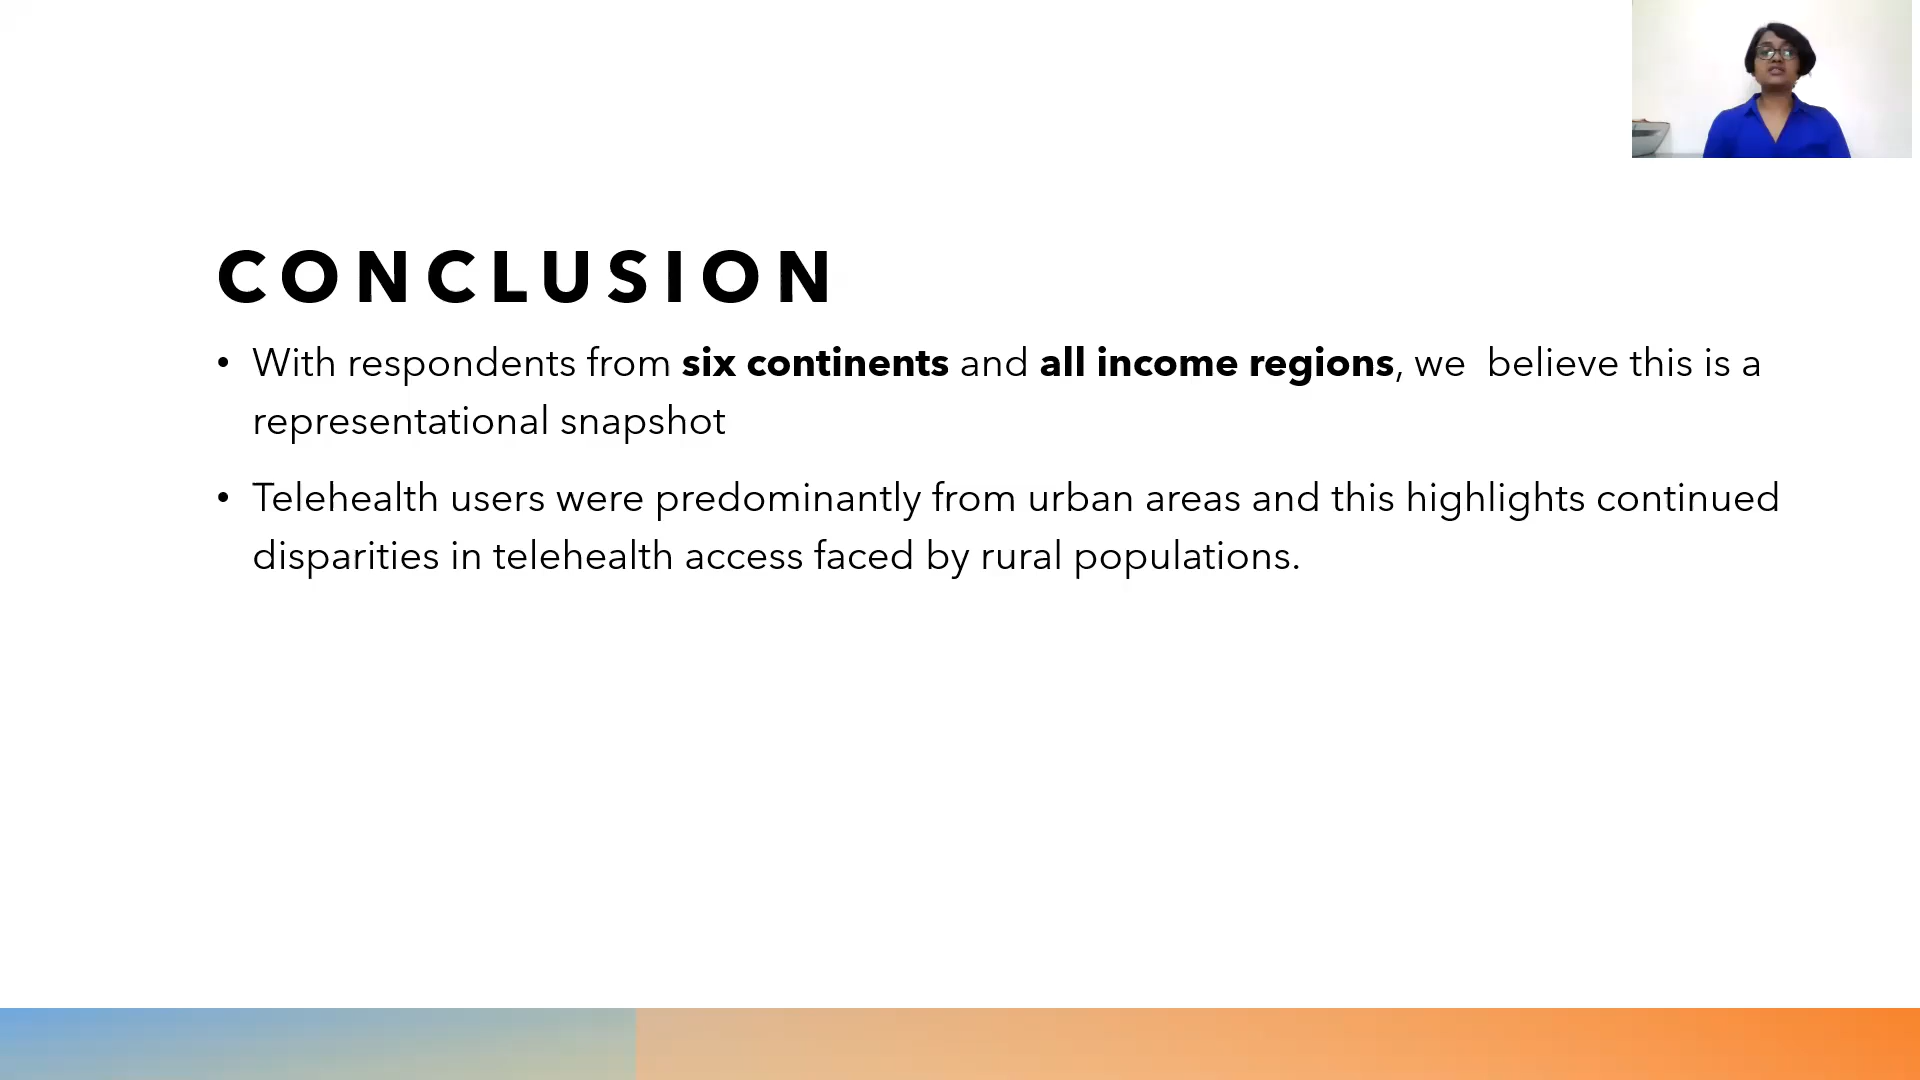 CONCLUSION
• With respondents from six continents and all income regions, we  believe this is a
representational snapshot
• Telehealth users were predominantly from urban areas and this highlights continued
disparities in telehealth access faced by rural populations.